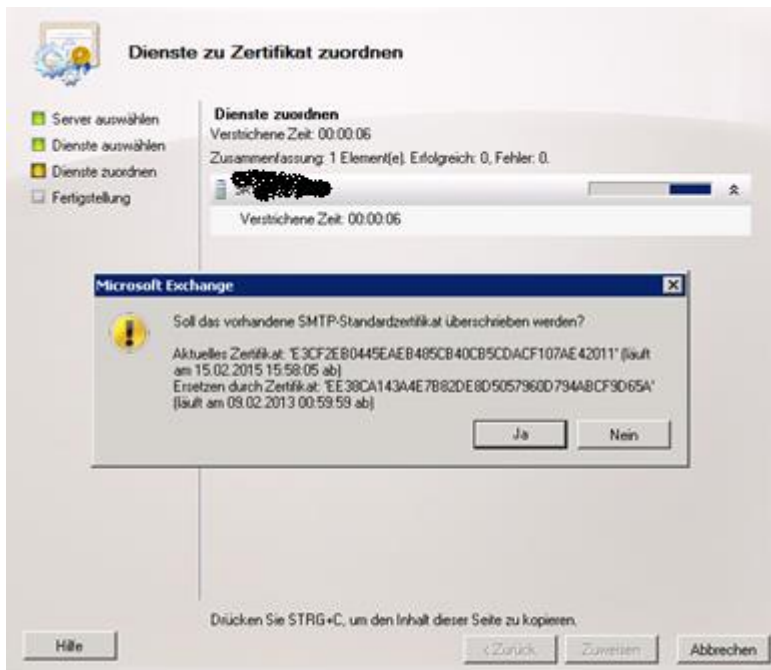 Dienste zu Zertifikat zuordnen
Server auswählen
Dienste auswählen
Dienste zuordnen
Fertigstellung
Dienste zuordnen
Verstrichene Zeit: 00:00:06
Zusammenfassung: 1 Element(e). Erfolgreich: 0, Fehler: 0.
Verstrichene Zeit: 00:00:06
Microsoft Exchange
Soll das vorhandene SMTP-Standardzertifikat überschrieben werden?
Aktuelles Zertifikat: 'E3CF2EB0445EAEB485CB40CB5CDACF107AE42011' (läuft
am 15.02.2015 15:58:05 ab)
Ersetzen durch Zertifikat: 'EE38CA143A4E7B82DE8D5057960D794ABCF9D65A'
(läuft am 09.02.2013 00:59:59 ab)
Ja
Nein
Drücken Sie STRG+C, um den Inhalt dieser Seite zu kopieren.
Hilfe
< Zurück
Zuweisen
Abbrechen